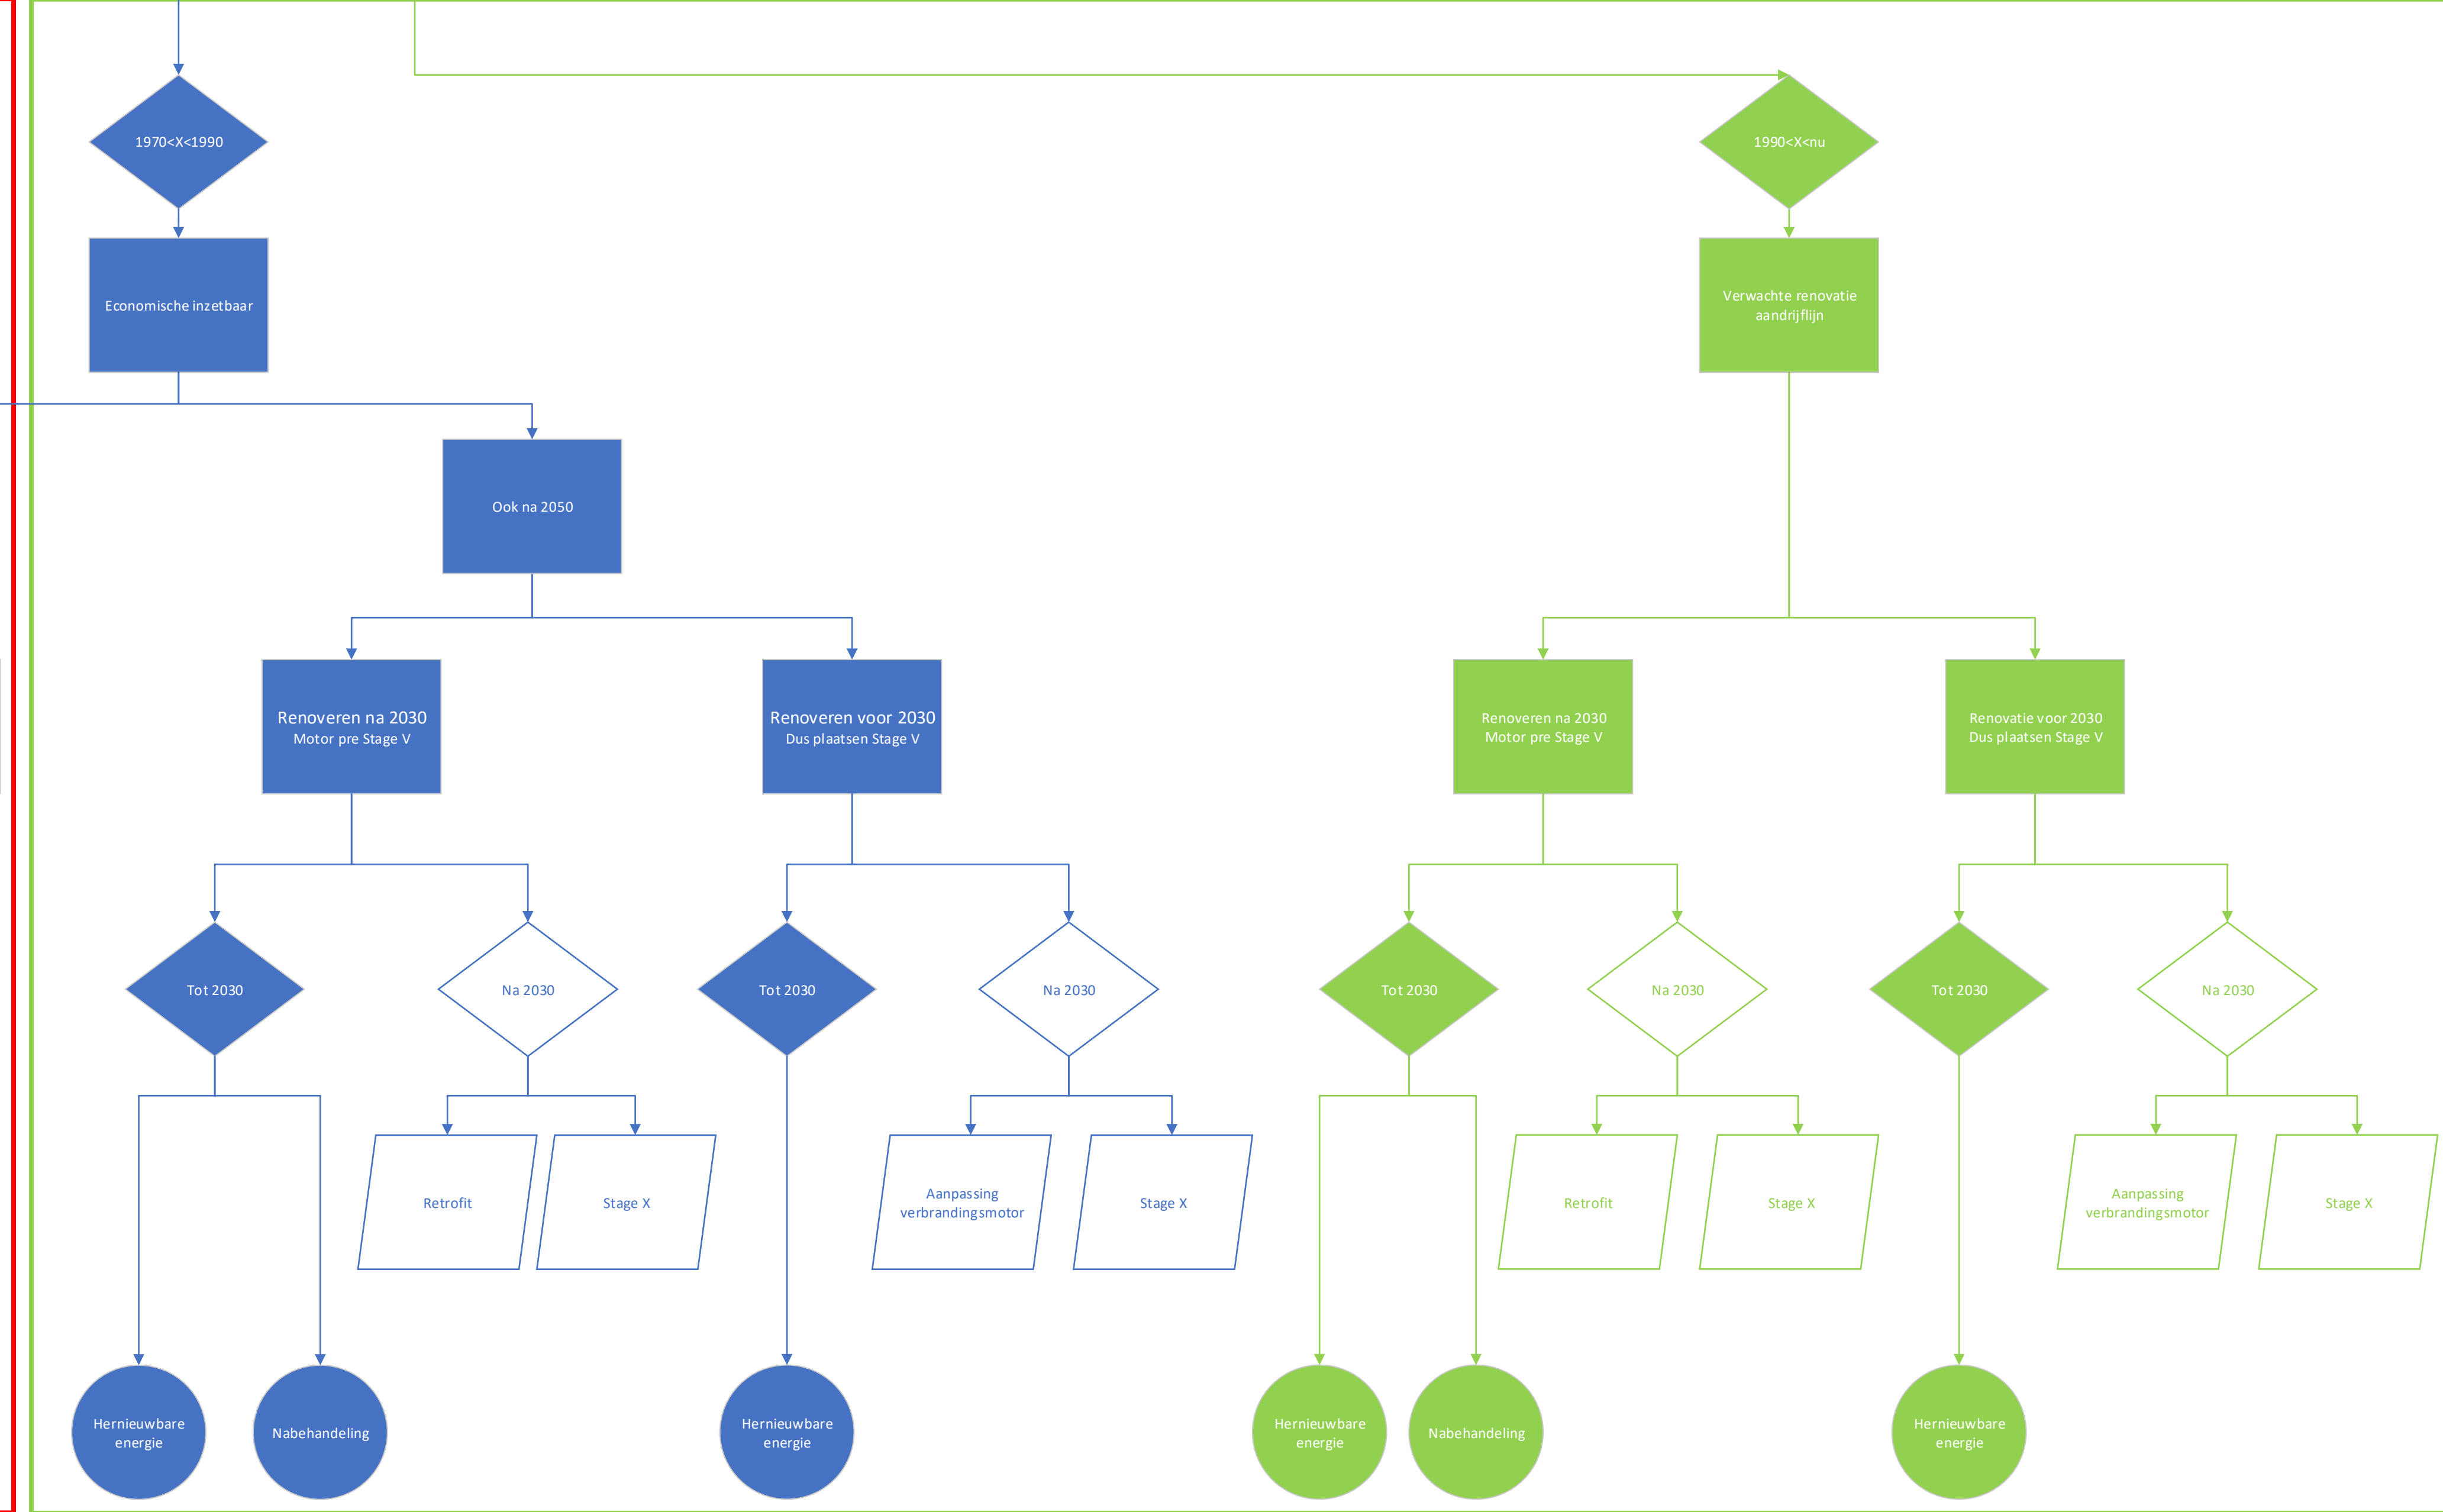 1970<X<1990
1990<X<nu
Economische inzetbaar
Verwachte renovatie
aandrijflijn
Ook na 2050
Renoveren na 2030
Motor pre Stage V
Renoveren voor 2030
Dus plaatsen Stage V
Renoveren na 2030
Motor pre Stage V
Renovatie voor 2030
Dus plaatsen Stage V
Tot 2030
Na 2030
Tot 2030
Na 2030
Tot 2030
Na 2030
Tot 2030
Na 2030
Retrofit
Stage X
Aanpassing
verbrandingsmotor
Stage X
Retrofit
Stage X
Aanpassing
verbrandingsmotor
Stage X
Hernieuwbare
energie
Nabehandeling
Hernieuwbare
energie
Hernieuwbare
energie
Nabehandeling
Hernieuwbare
energie